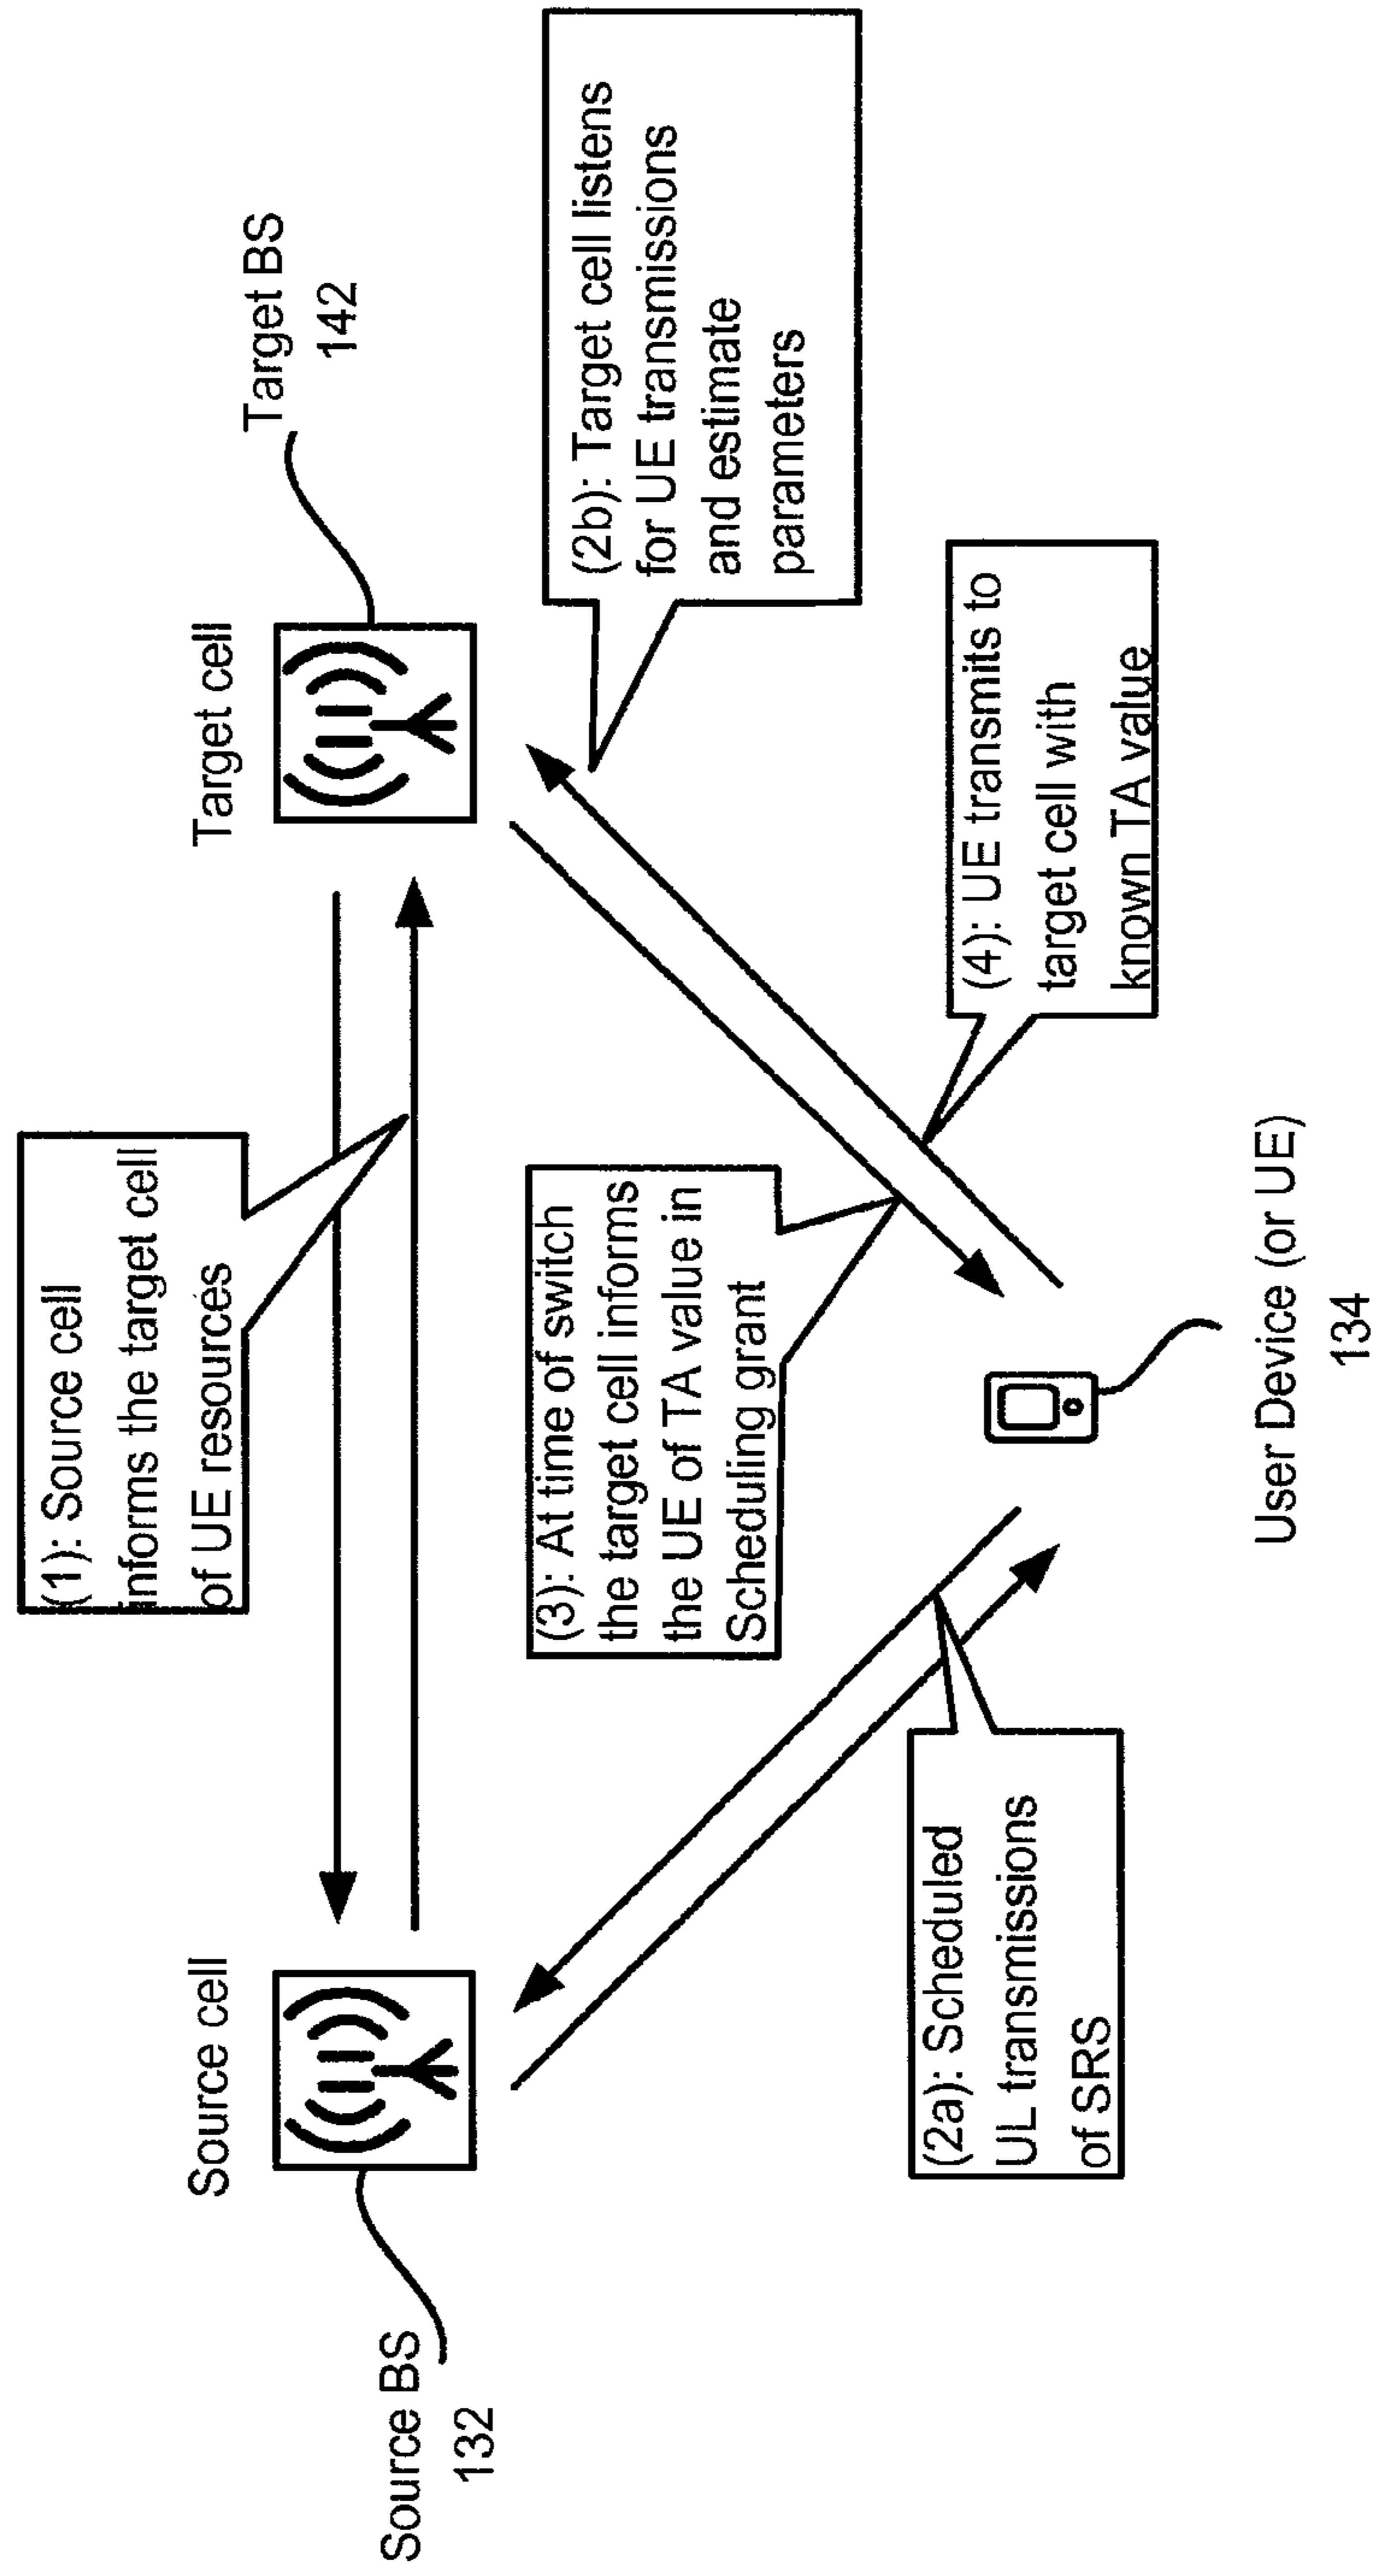 (1): Source cell
informs the target cell
of UE resources
Source cell
Target cell
Source BS
132
Target BS
142
(3): At time of switch
the target cell informs
the UE of TA value in
Scheduling grant
(2b): Target cell listens
for UE transmissions
and estimate
parameters
(2a): Scheduled
UL transmissions
of SRS
(4): UE transmits to
target cell with
known TA value
User Device (or UE)
134